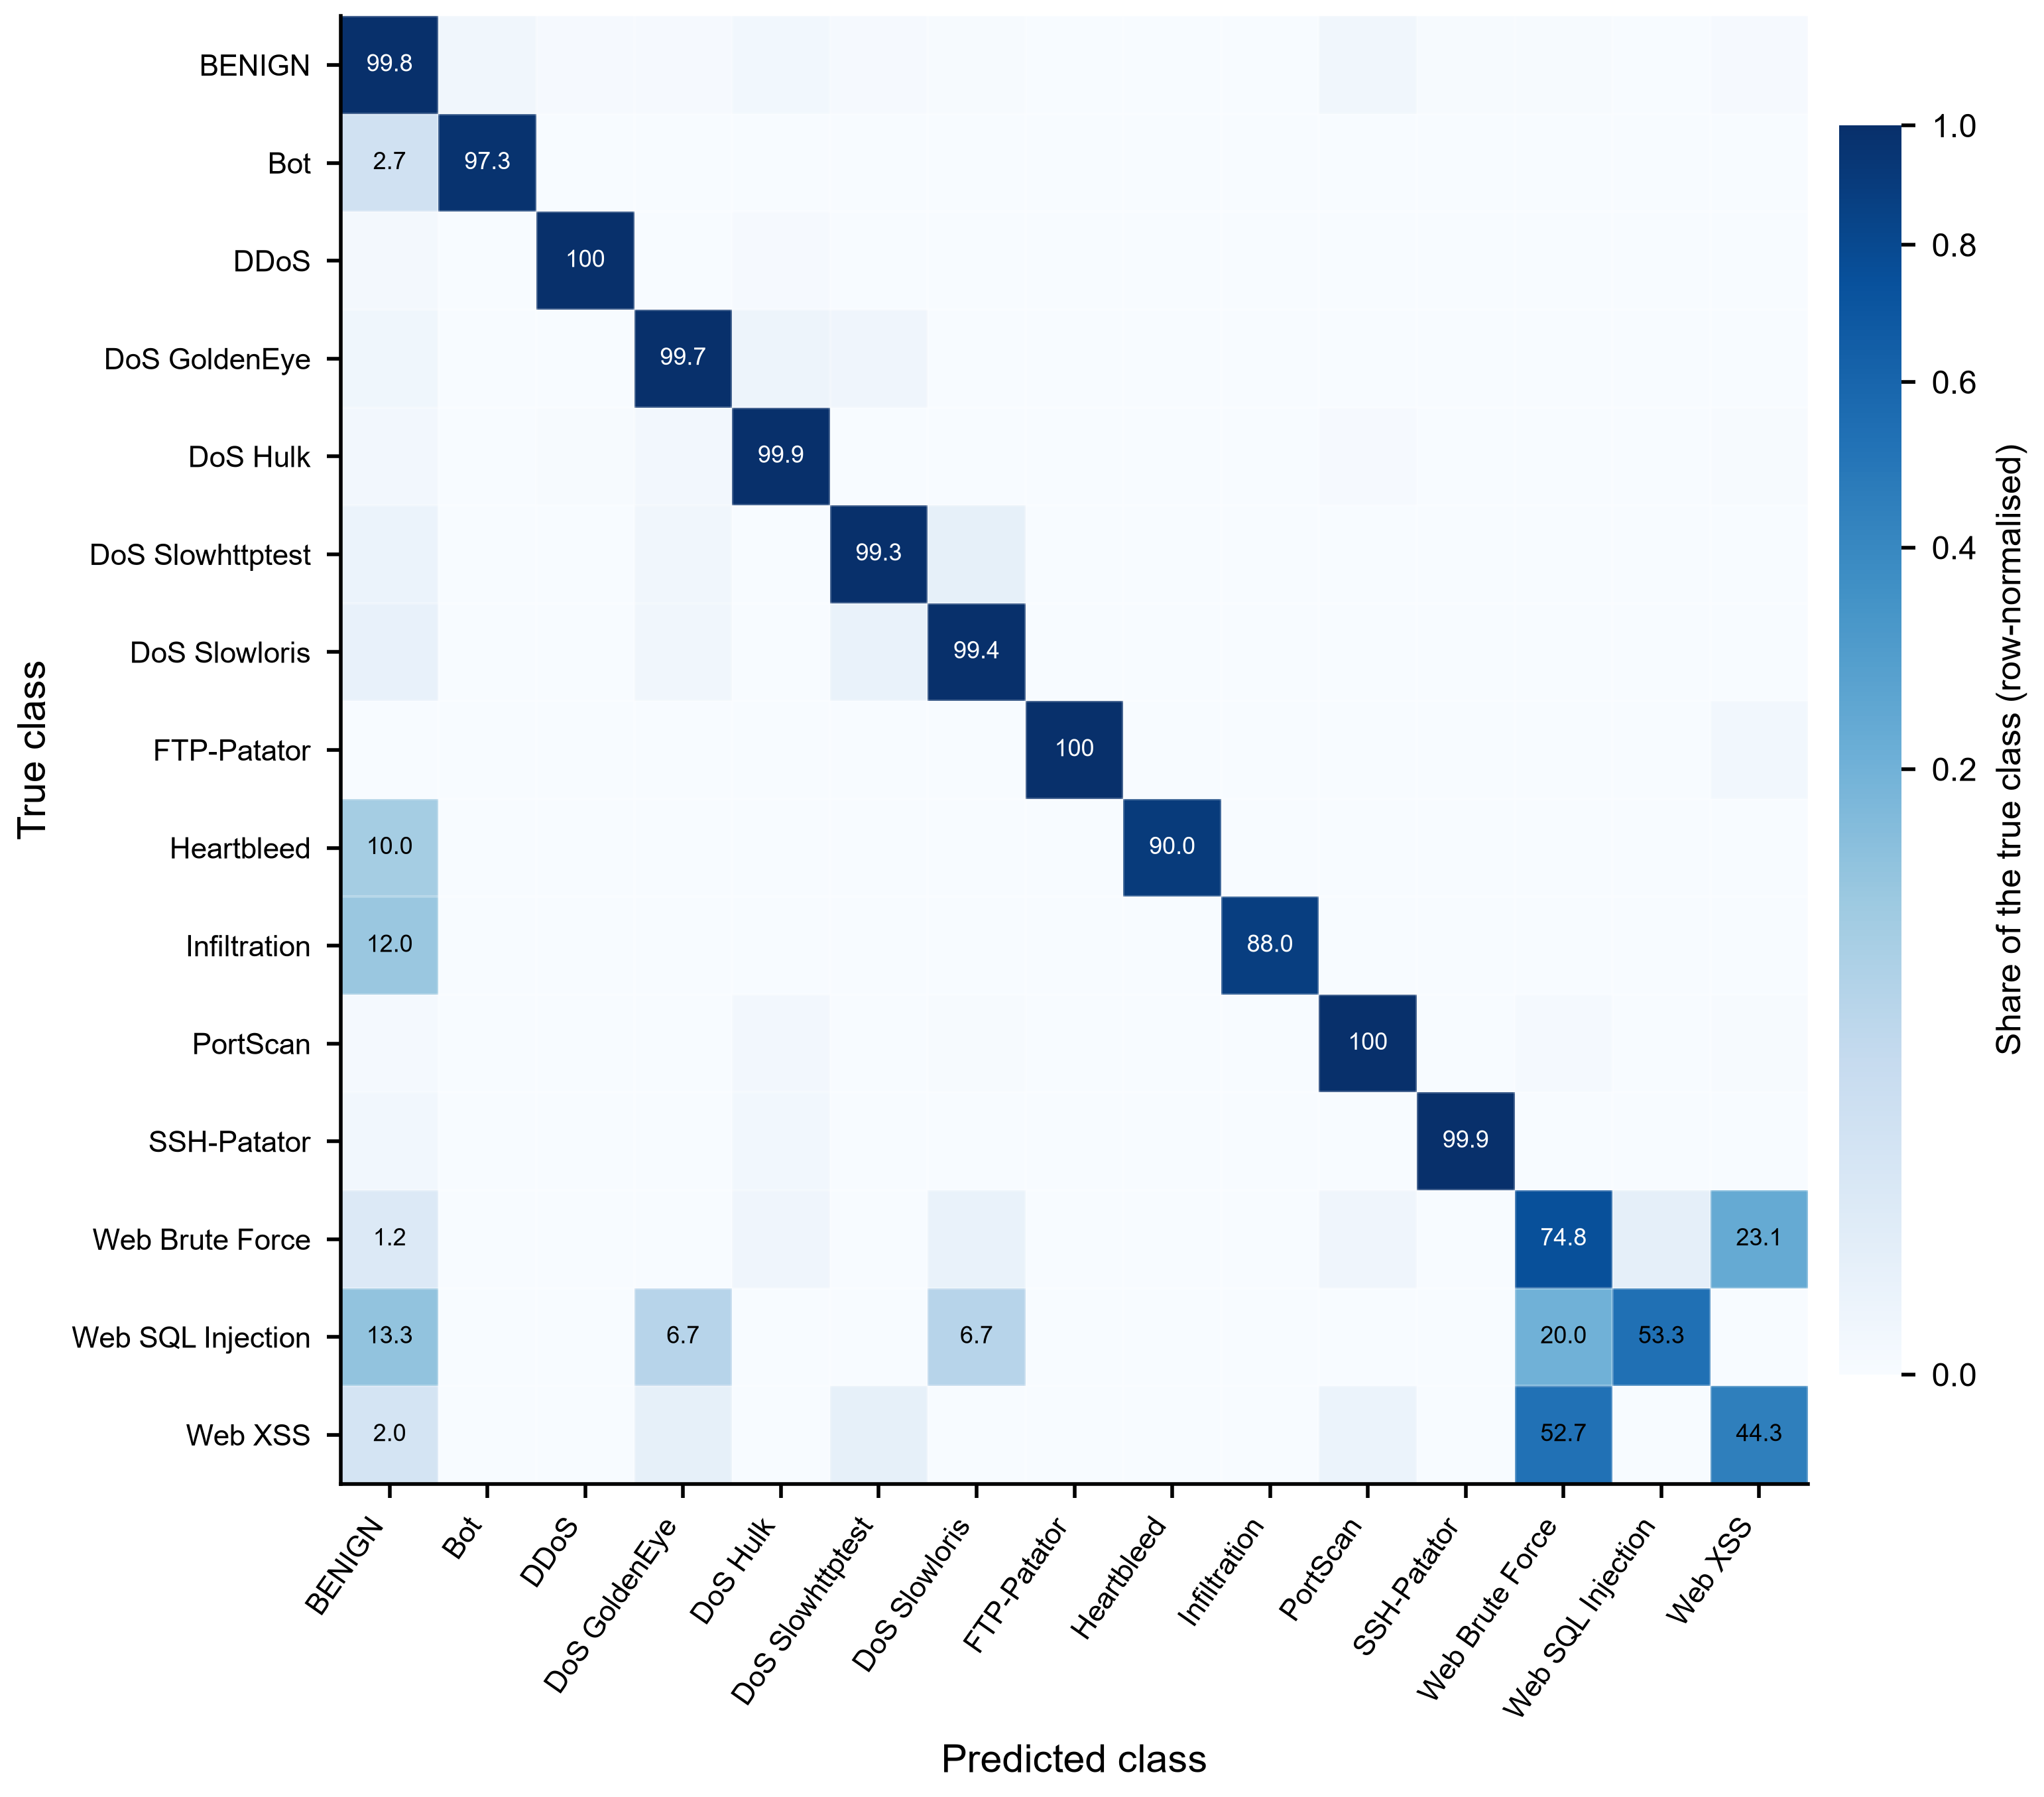 BENIGN 99.8
Bot 2.7 97.3
DDoS 100
DoS GoldenEye 99.7
DoS Hulk 99.9
DoS Slowhttptest 99.3
DoS Slowloris 99.4
FTP-Patator 100
Heartbleed 10.0 90.0
Infiltration 12.0 88.0
PortScan 100
SSH-Patator 99.9
Web Brute Force 1.2 74.8 23.1
Web SQL Injection 13.3 6.7 6.7 20.0 53.3
Web XSS 2.0 52.7 44.3
True class
BENIGN
Bot
DDoS
DoS GoldenEye
DoS Hulk
DoS Slowhttptest
DoS Slowloris
FTP-Patator
Heartbleed
Infiltration
PortScan
SSH-Patator
Web Brute Force
Web SQL Injection
Web XSS
Predicted class
1.0
0.8
0.6
0.4
0.2
0.0
Share of the true class (row-normalised)